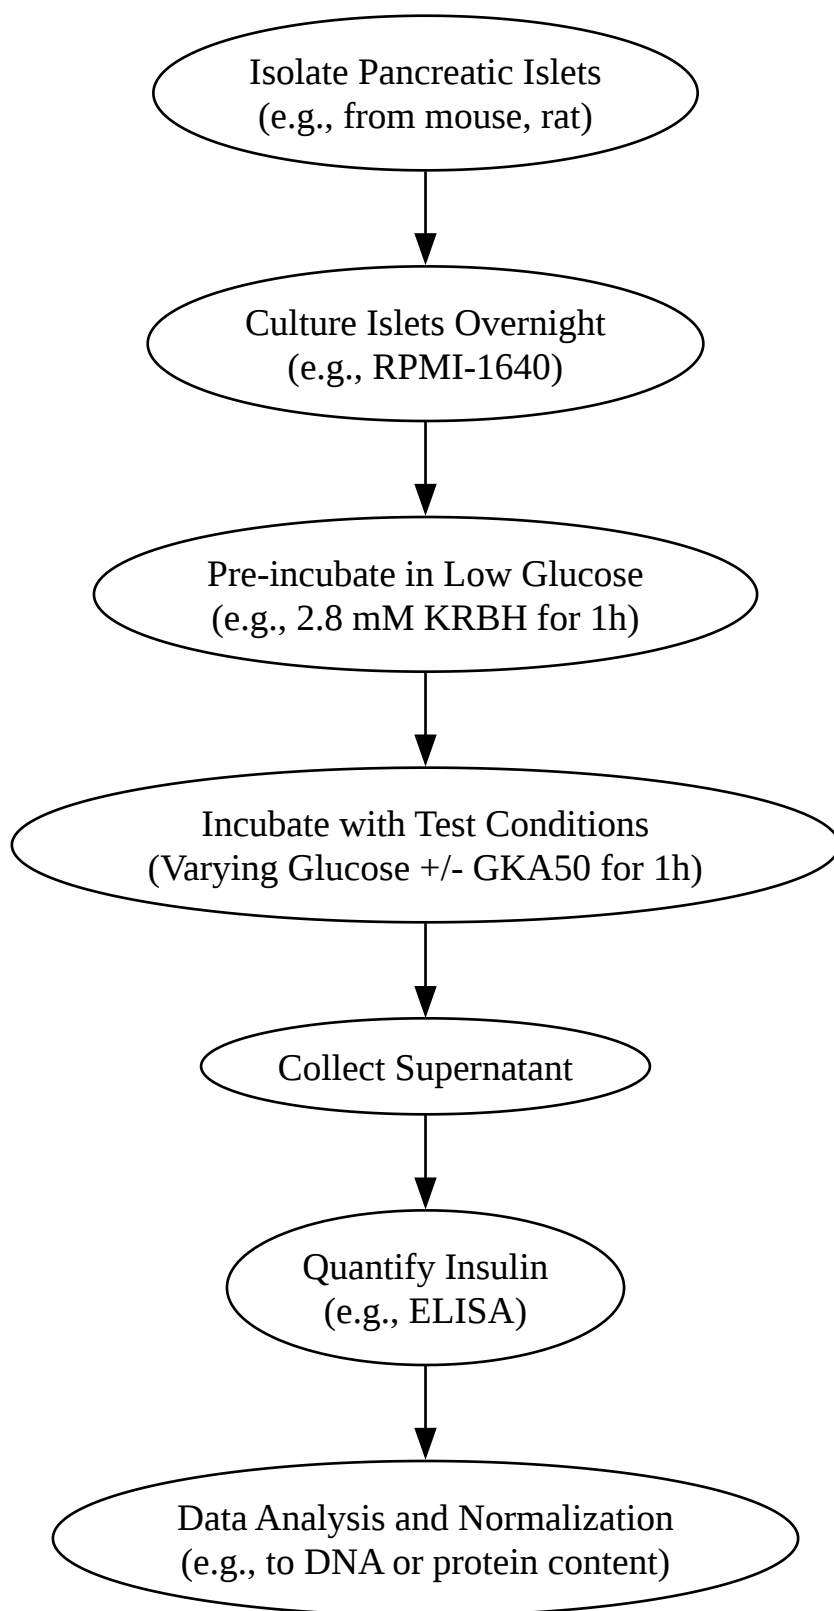 Isolate Pancreatic Islets
(e.g., from mouse, rat)
Culture Islets Overnight
(e.g., RPMI-1640)
Pre-incubate in Low Glucose
(e.g., 2.8 mM KRBH for 1h)
Incubate with Test Conditions
(Varying Glucose +/- GKA50 for 1h)
Collect Supernatant
Quantify Insulin
(e.g., ELISA)
Data Analysis and Normalization
(e.g., to DNA or protein content)